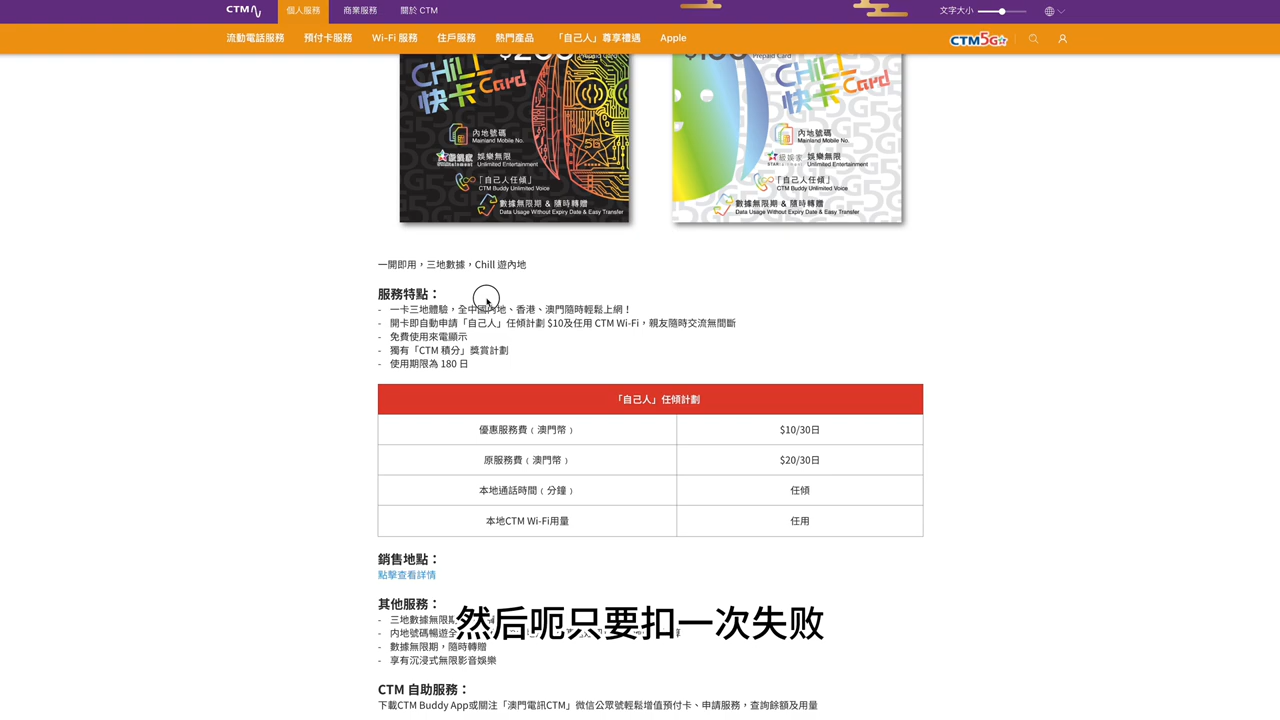 CTM
個人服務
商業服務
關於 CTM
文字大小
流動電話服務
預付卡服務
Wi-Fi 服務
住戶服務
熱門產品
「自己人」尊享禮遇
Apple
CTM5G
Prepaid Card
CHILL 快卡 Card
內地號碼
Mainland Mobile No.
娛樂無限
Unlimited Entertainment
「自己人任傾」
CTM Buddy Unlimited Voice
數據無限期 & 隨時轉贈
Data Usage Without Expiry Date & Easy Transfer
Prepaid Card
CHILL 快卡 Card
內地號碼
Mainland Mobile No.
娛樂無限
Unlimited Entertainment
「自己人任傾」
CTM Buddy Unlimited Voice
數據無限期 & 隨時轉贈
Data Usage Without Expiry Date & Easy Transfer
一開即用，三地數據，Chill 遊內地
服務特點：
- 一卡三地體驗，全中國內地、香港、澳門隨時輕鬆上網！
- 開卡即自動申請「自己人」任傾計劃 $10及任用 CTM Wi-Fi，親友隨時交流無間斷
- 免費使用來電顯示
- 獨有「CTM 積分」獎賞計劃
- 使用期限為 180 日
「自己人」任傾計劃
優惠服務費（澳門幣） $10/30日
原服務費（澳門幣） $20/30日
本地通話時間（分鐘） 任傾
本地CTM Wi-Fi用量 任用
銷售地點：
點擊查看詳情
其他服務：
- 三地數據無限期
- 內地號碼暢遊全
- 數據無限期，隨時轉贈
- 享有沉浸式無限影音娛樂
然后呃只要扣一次失败
CTM 自助服務：
下載CTM Buddy App或關注「澳門電訊CTM」微信公眾號輕鬆增值預付卡、申請服務，查詢餘額及用量